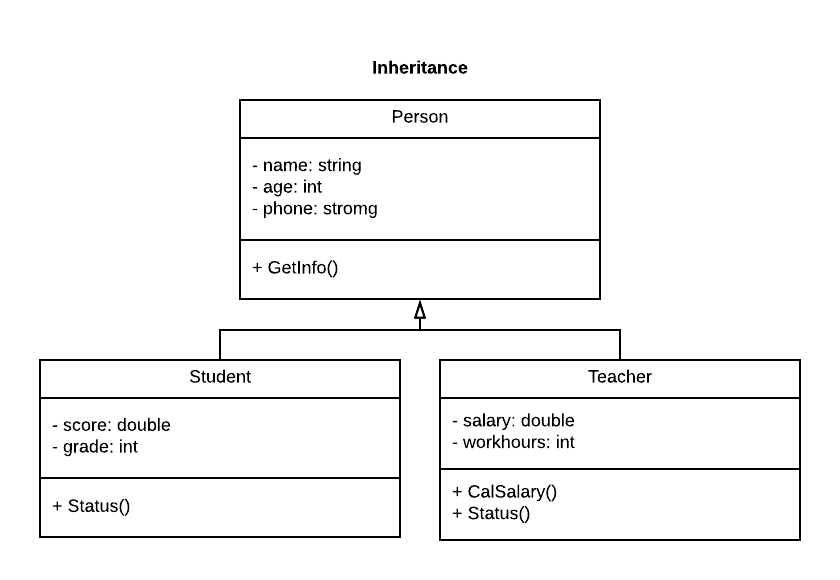 Inheritance
Person
- name: string
- age: int
- phone: stromg
+ GetInfo()
Student
- score: double
- grade: int
+ Status()
Teacher
- salary: double
- workhours: int
+ CalSalary()
+ Status()